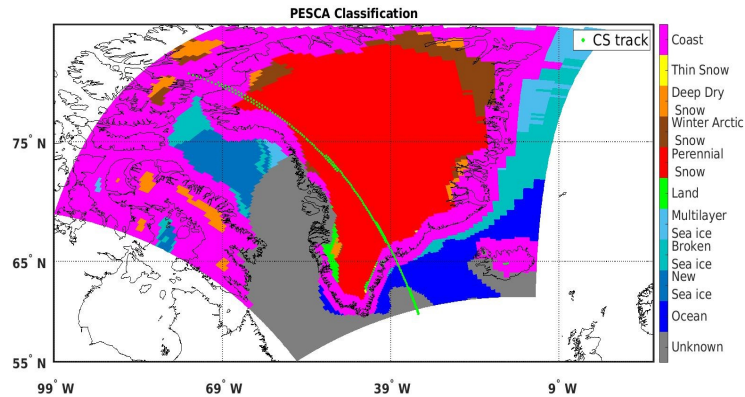 PESCA Classification
CS track
Coast
Thin Snow
Deep Dry
Snow
Winter Arctic
Snow
Perennial
Snow
Land
Multilayer
Sea ice
Broken
Sea ice
New
Sea ice
Ocean
Unknown
75° N
65° N
55° N
99° W
69° W
39° W
9° W